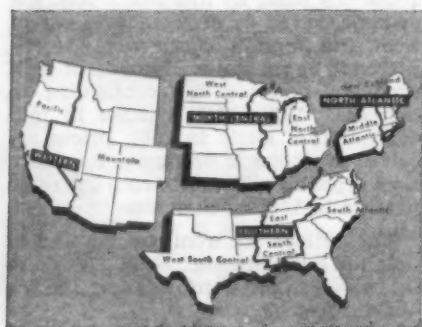 Pacific
WESTERN
Mountain
West
North Central
NORTH CENTRAL
East
North
Central
New England
NORTH ATLANTIC
Middle
Atlantic
East
SOUTHERN
South
Central
South Atlantic
West South Central